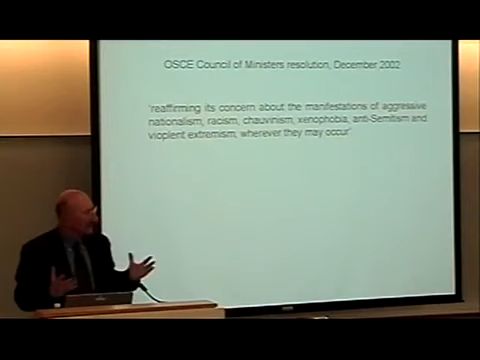 OSCE Council of Ministers resolution, December 2002
'reaffirming its concern about the manifestations of aggressive
nationalism, racism, chauvinism, xenophobia, anti-Semitism and
vioplent extremism, wherever they may occur'